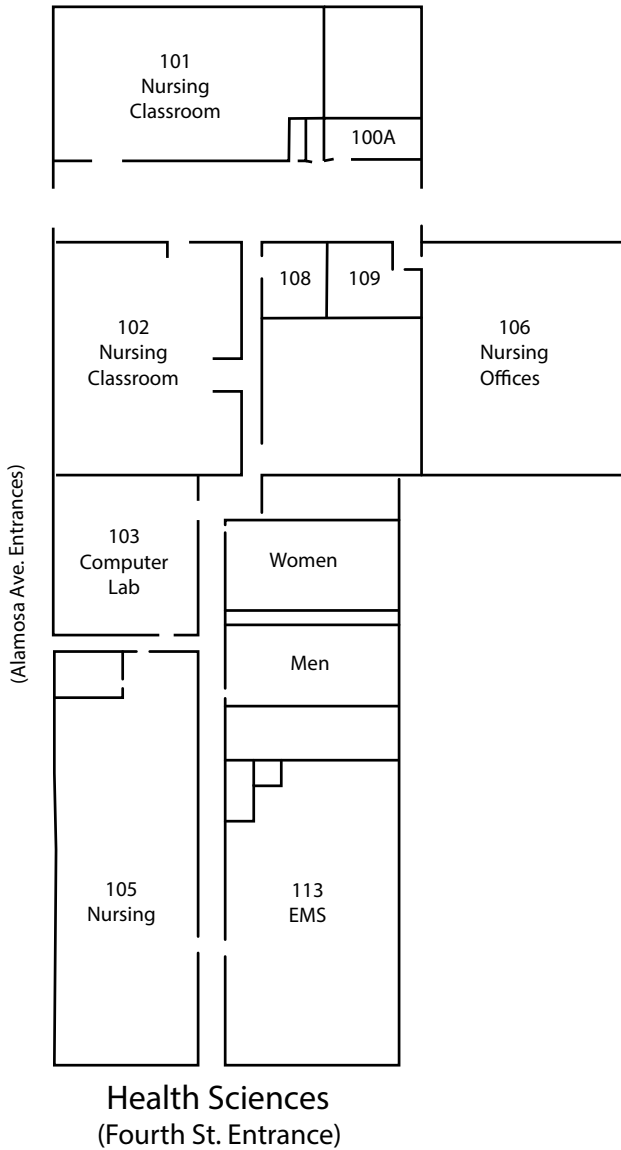 101
Nursing
Classroom
100A
108
109
102
Nursing
Classroom
106
Nursing
Offices
(Alamosa Ave. Entrances)
103
Computer
Lab
Women
Men
105
Nursing
113
EMS
Health Sciences
(Fourth St. Entrance)